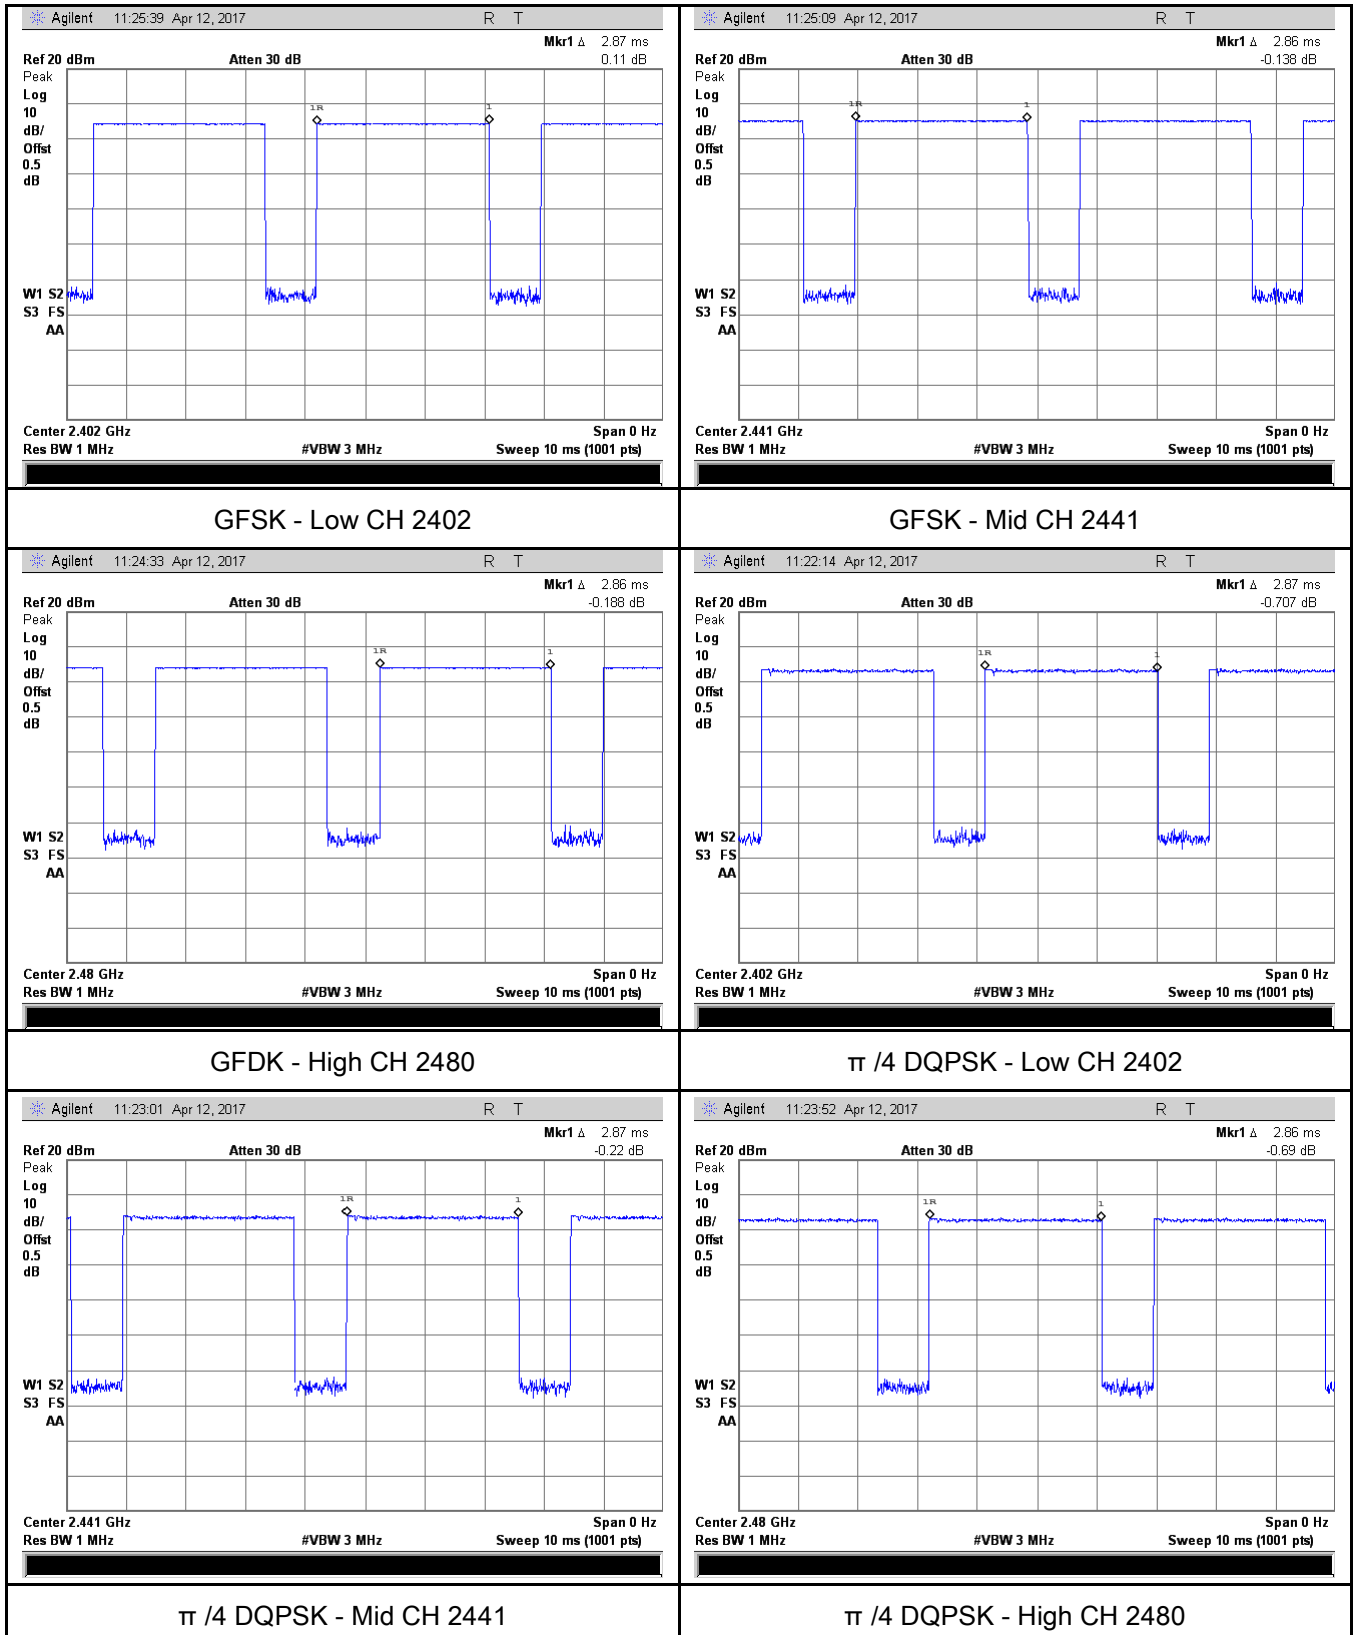 Agilent 11:25:39 Apr 12, 2017 R T
Mkr1 Δ 2.87 ms
Ref 20 dBm Atten 30 dB 0.11 dB
Peak
Log
10
dB/
Offst
0.5
dB
1R 1
W1 S2
S3 FS
AA
Center 2.402 GHz Span 0 Hz
Res BW 1 MHz #VBW 3 MHz Sweep 10 ms (1001 pts)
GFSK - Low CH 2402
Agilent 11:25:09 Apr 12, 2017 R T
Mkr1 Δ 2.86 ms
Ref 20 dBm Atten 30 dB -0.138 dB
Peak
Log
10
dB/
Offst
0.5
dB
1R 1
W1 S2
S3 FS
AA
Center 2.441 GHz Span 0 Hz
Res BW 1 MHz #VBW 3 MHz Sweep 10 ms (1001 pts)
GFSK - Mid CH 2441
Agilent 11:24:33 Apr 12, 2017 R T
Mkr1 Δ 2.86 ms
Ref 20 dBm Atten 30 dB -0.188 dB
Peak
Log
10
dB/
Offst
0.5
dB
1R 1
W1 S2
S3 FS
AA
Center 2.48 GHz Span 0 Hz
Res BW 1 MHz #VBW 3 MHz Sweep 10 ms (1001 pts)
GFDK - High CH 2480
Agilent 11:22:14 Apr 12, 2017 R T
Mkr1 Δ 2.87 ms
Ref 20 dBm Atten 30 dB -0.707 dB
Peak
Log
10
dB/
Offst
0.5
dB
1R 1
W1 S2
S3 FS
AA
Center 2.402 GHz Span 0 Hz
Res BW 1 MHz #VBW 3 MHz Sweep 10 ms (1001 pts)
π /4 DQPSK - Low CH 2402
Agilent 11:23:01 Apr 12, 2017 R T
Mkr1 Δ 2.87 ms
Ref 20 dBm Atten 30 dB -0.22 dB
Peak
Log
10
dB/
Offst
0.5
dB
1R 1
W1 S2
S3 FS
AA
Center 2.441 GHz Span 0 Hz
Res BW 1 MHz #VBW 3 MHz Sweep 10 ms (1001 pts)
π /4 DQPSK - Mid CH 2441
Agilent 11:23:52 Apr 12, 2017 R T
Mkr1 Δ 2.86 ms
Ref 20 dBm Atten 30 dB -0.69 dB
Peak
Log
10
dB/
Offst
0.5
dB
1R 1
W1 S2
S3 FS
AA
Center 2.48 GHz Span 0 Hz
Res BW 1 MHz #VBW 3 MHz Sweep 10 ms (1001 pts)
π /4 DQPSK - High CH 2480